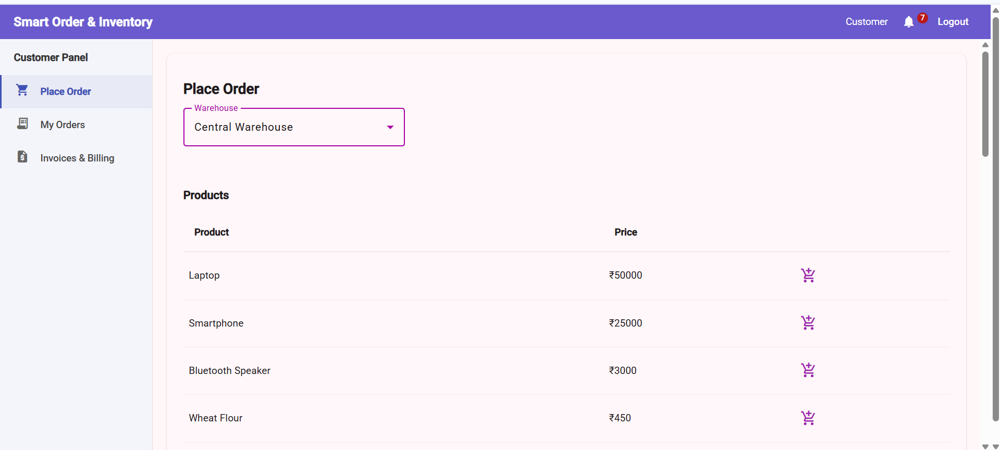 Smart Order & Inventory
Customer 7 Logout
Customer Panel
Place Order
My Orders
Invoices & Billing
Place Order
Warehouse
Central Warehouse
Products
Product Price
Laptop ₹50000
Smartphone ₹25000
Bluetooth Speaker ₹3000
Wheat Flour ₹450